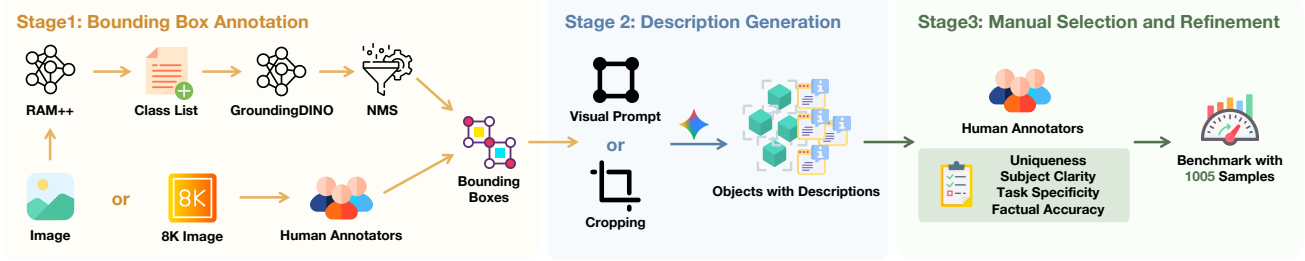 Stage1: Bounding Box Annotation
RAM++
Class List
GroundingDINO
NMS
Image
or
8K
8K Image
Human Annotators
Bounding
Boxes
Stage 2: Description Generation
Visual Prompt
or
Cropping
Objects with Descriptions
Stage3: Manual Selection and Refinement
Human Annotators
Uniqueness
Subject Clarity
Task Specificity
Factual Accuracy
Benchmark with
1005 Samples